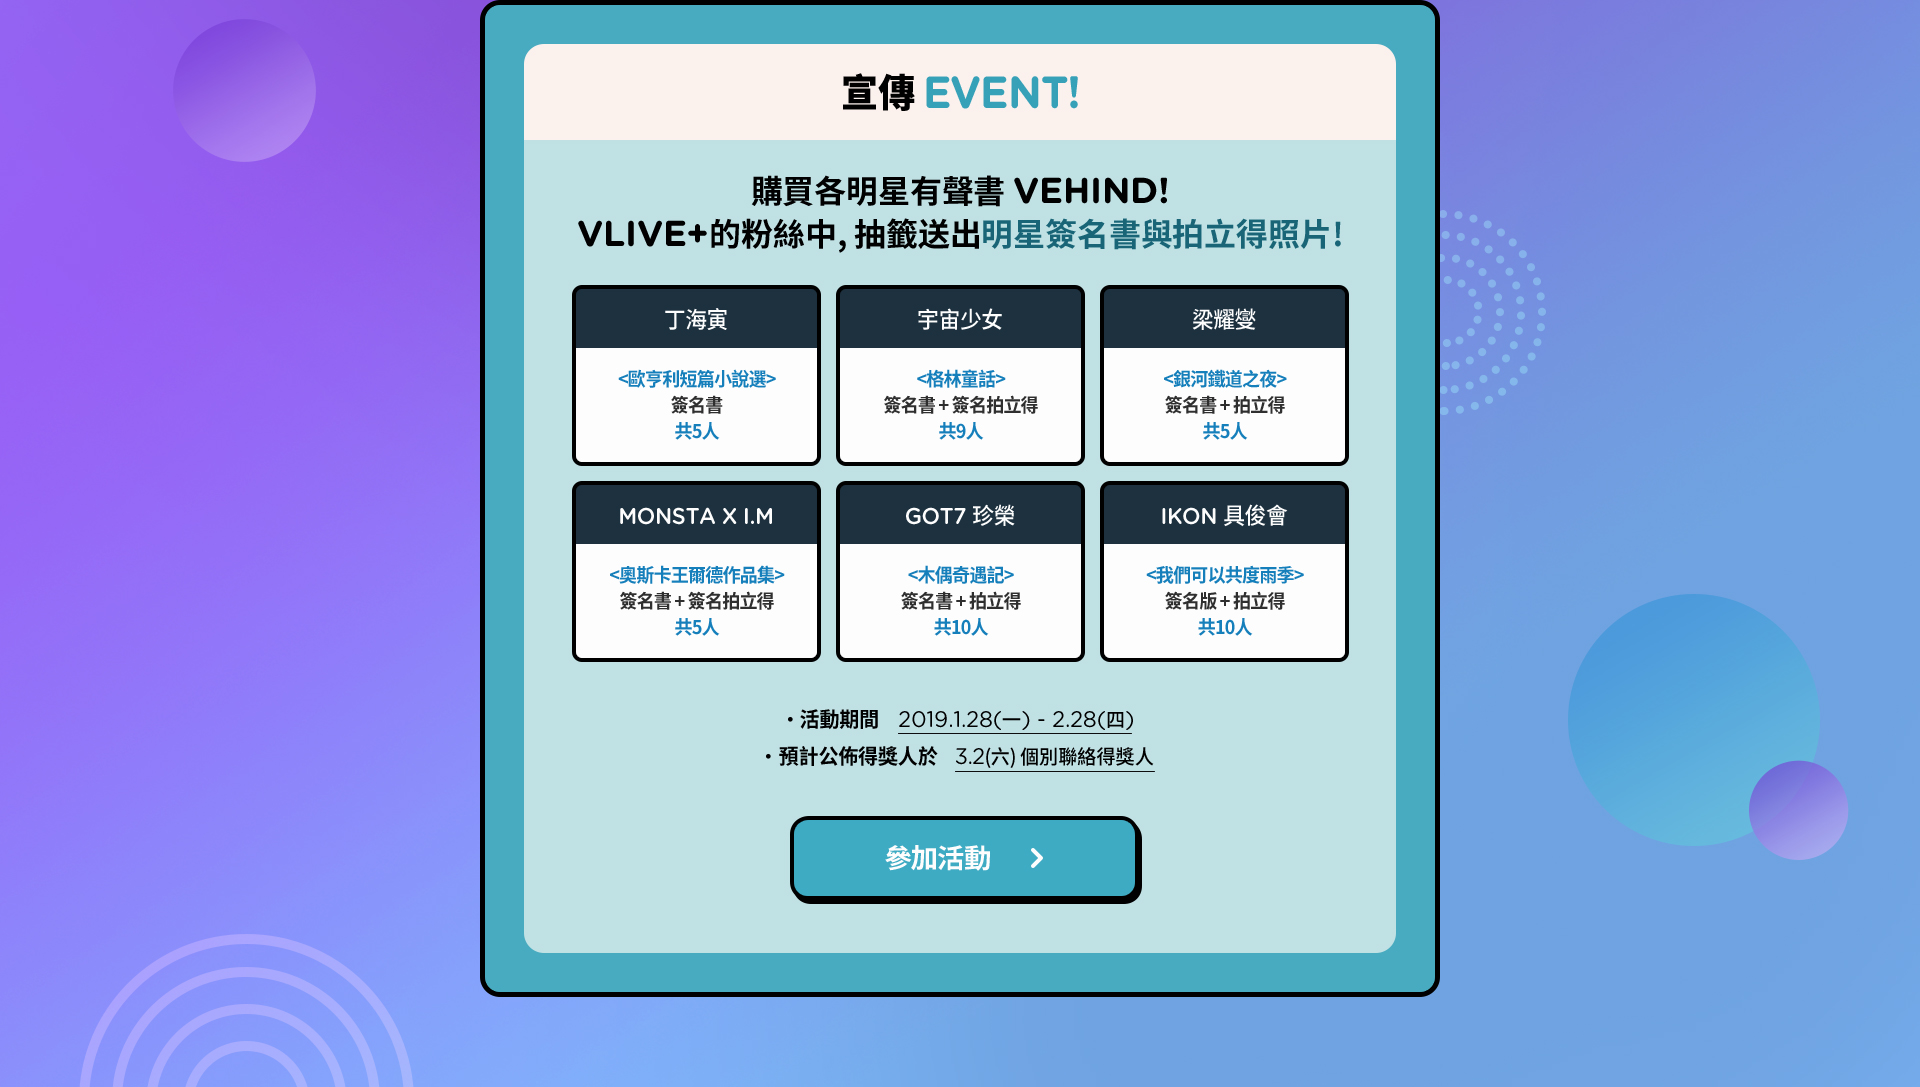 宣傳 EVENT!
購買各明星有聲書 VEHIND!
VLIVE+的粉絲中, 抽籤送出明星簽名書與拍立得照片!
丁海寅
<歐亨利短篇小說選>
簽名書
共5人
宇宙少女
<格林童話>
簽名書 + 簽名拍立得
共9人
梁耀燮
<銀河鐵道之夜>
簽名書 + 拍立得
共5人
MONSTA X I.M
<奧斯卡王爾德作品集>
簽名書 + 簽名拍立得
共5人
GOT7 珍榮
<木偶奇遇記>
簽名書 + 拍立得
共10人
IKON 具俊會
<我們可以共度雨季>
簽名版 + 拍立得
共10人
・活動期間 2019.1.28(一) - 2.28(四)
・預計公佈得獎人於 3.2(六) 個別聯絡得獎人
參加活動